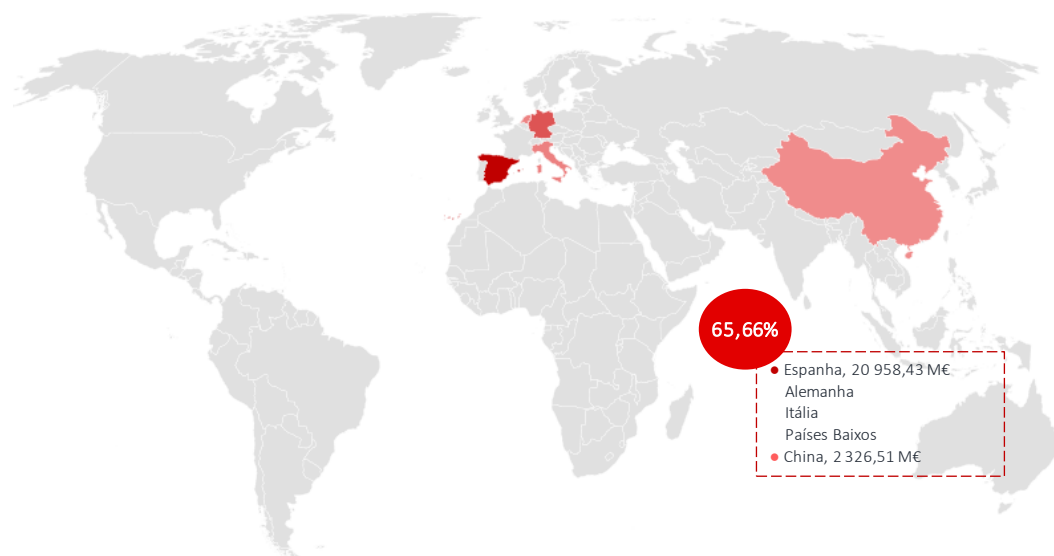 65,66%
Espanha, 20 958,43 M€
Alemanha
Itália
Países Baixos
China, 2 326,51 M€